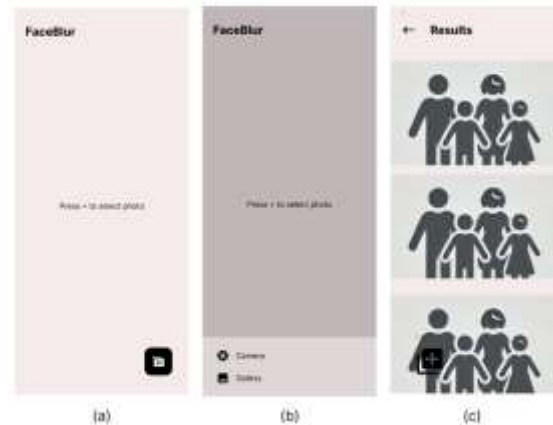 FaceBlur
Press + to select photo
FaceBlur
Press + to select photo
Camera
Gallery
← Results
(a)
(b)
(c)